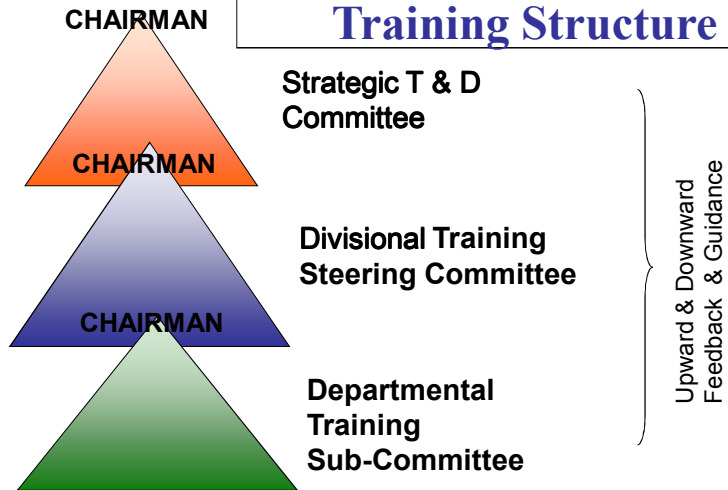 Training Structure
CHAIRMAN
Strategic T & D
Committee
CHAIRMAN
Divisional Training
Steering Committee
CHAIRMAN
Departmental
Training
Sub-Committee
Upward & Downward
Feedback & Guidance